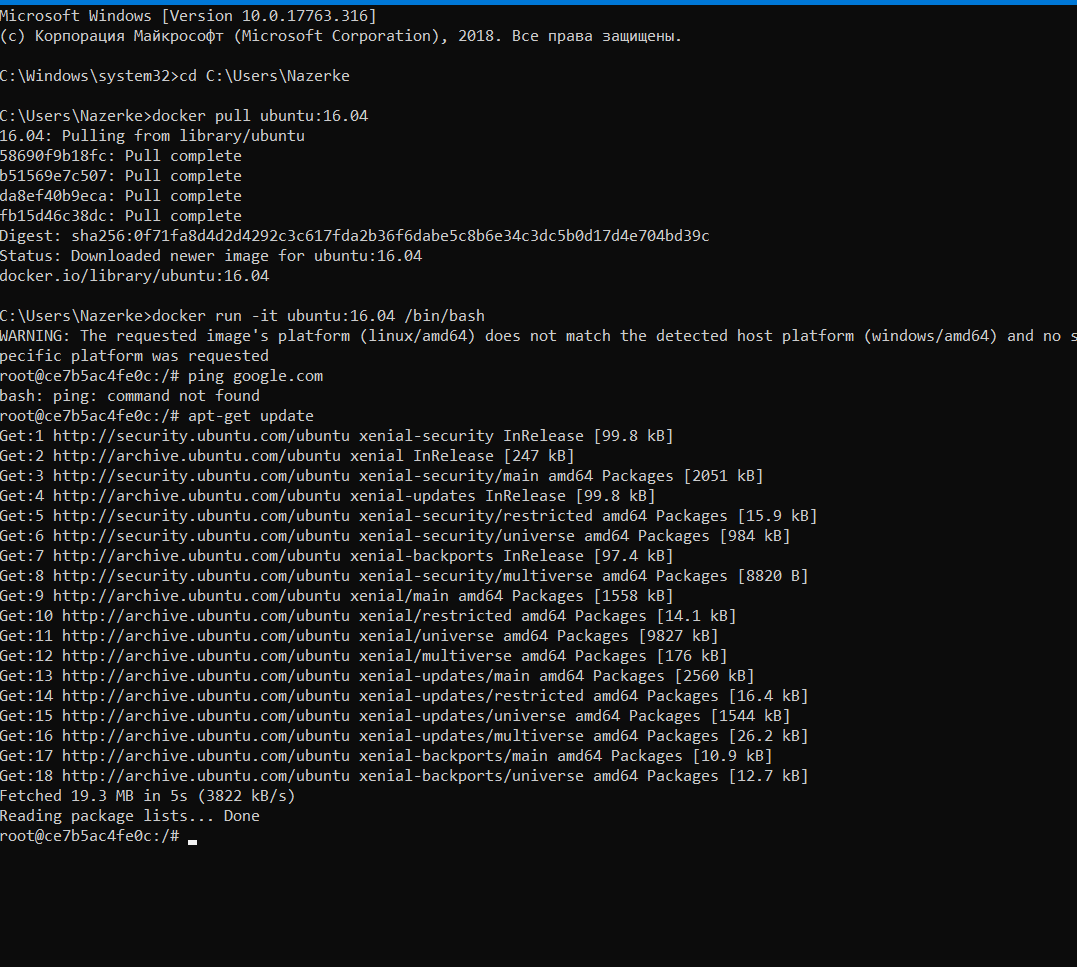 Microsoft Windows [Version 10.0.17763.316]
(c) Корпорация Майкрософт (Microsoft Corporation), 2018. Все права защищены.
C:\Windows\system32>cd C:\Users\Nazerke
C:\Users\Nazerke>docker pull ubuntu:16.04
16.04: Pulling from library/ubuntu
58690f9b18fc: Pull complete
b51569e7c507: Pull complete
da8ef40b9eca: Pull complete
fb15d46c38dc: Pull complete
Digest: sha256:0f71fa8d4d2d4292c3c617fda2b36f6dabe5c8b6e34c3dc5b0d17d4e704bd39c
Status: Downloaded newer image for ubuntu:16.04
docker.io/library/ubuntu:16.04
C:\Users\Nazerke>docker run -it ubuntu:16.04 /bin/bash
WARNING: The requested image's platform (linux/amd64) does not match the detected host platform (windows/amd64) and no s
pecific platform was requested
root@ce7b5ac4fe0c:/# ping google.com
bash: ping: command not found
root@ce7b5ac4fe0c:/# apt-get update
Get:1 http://security.ubuntu.com/ubuntu xenial-security InRelease [99.8 kB]
Get:2 http://archive.ubuntu.com/ubuntu xenial InRelease [247 kB]
Get:3 http://security.ubuntu.com/ubuntu xenial-security/main amd64 Packages [2051 kB]
Get:4 http://archive.ubuntu.com/ubuntu xenial-updates InRelease [99.8 kB]
Get:5 http://security.ubuntu.com/ubuntu xenial-security/restricted amd64 Packages [15.9 kB]
Get:6 http://security.ubuntu.com/ubuntu xenial-security/universe amd64 Packages [984 kB]
Get:7 http://archive.ubuntu.com/ubuntu xenial-backports InRelease [97.4 kB]
Get:8 http://security.ubuntu.com/ubuntu xenial-security/multiverse amd64 Packages [8820 B]
Get:9 http://archive.ubuntu.com/ubuntu xenial/main amd64 Packages [1558 kB]
Get:10 http://archive.ubuntu.com/ubuntu xenial/restricted amd64 Packages [14.1 kB]
Get:11 http://archive.ubuntu.com/ubuntu xenial/universe amd64 Packages [9827 kB]
Get:12 http://archive.ubuntu.com/ubuntu xenial/multiverse amd64 Packages [176 kB]
Get:13 http://archive.ubuntu.com/ubuntu xenial-updates/main amd64 Packages [2560 kB]
Get:14 http://archive.ubuntu.com/ubuntu xenial-updates/restricted amd64 Packages [16.4 kB]
Get:15 http://archive.ubuntu.com/ubuntu xenial-updates/universe amd64 Packages [1544 kB]
Get:16 http://archive.ubuntu.com/ubuntu xenial-updates/multiverse amd64 Packages [26.2 kB]
Get:17 http://archive.ubuntu.com/ubuntu xenial-backports/main amd64 Packages [10.9 kB]
Get:18 http://archive.ubuntu.com/ubuntu xenial-backports/universe amd64 Packages [12.7 kB]
Fetched 19.3 MB in 5s (3822 kB/s)
Reading package lists... Done
root@ce7b5ac4fe0c:/#